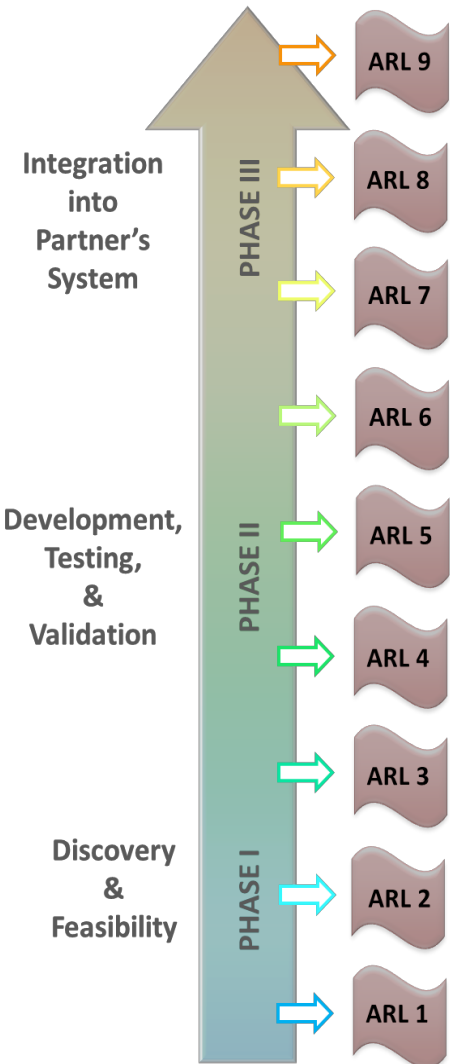 ARL 9
Integration
into
Partner's
System
PHASE III
ARL 8
ARL 7
ARL 6
Development,
Testing,
&
Validation
PHASE II
ARL 5
ARL 4
ARL 3
Discovery
&
Feasibility
PHASE I
ARL 2
ARL 1